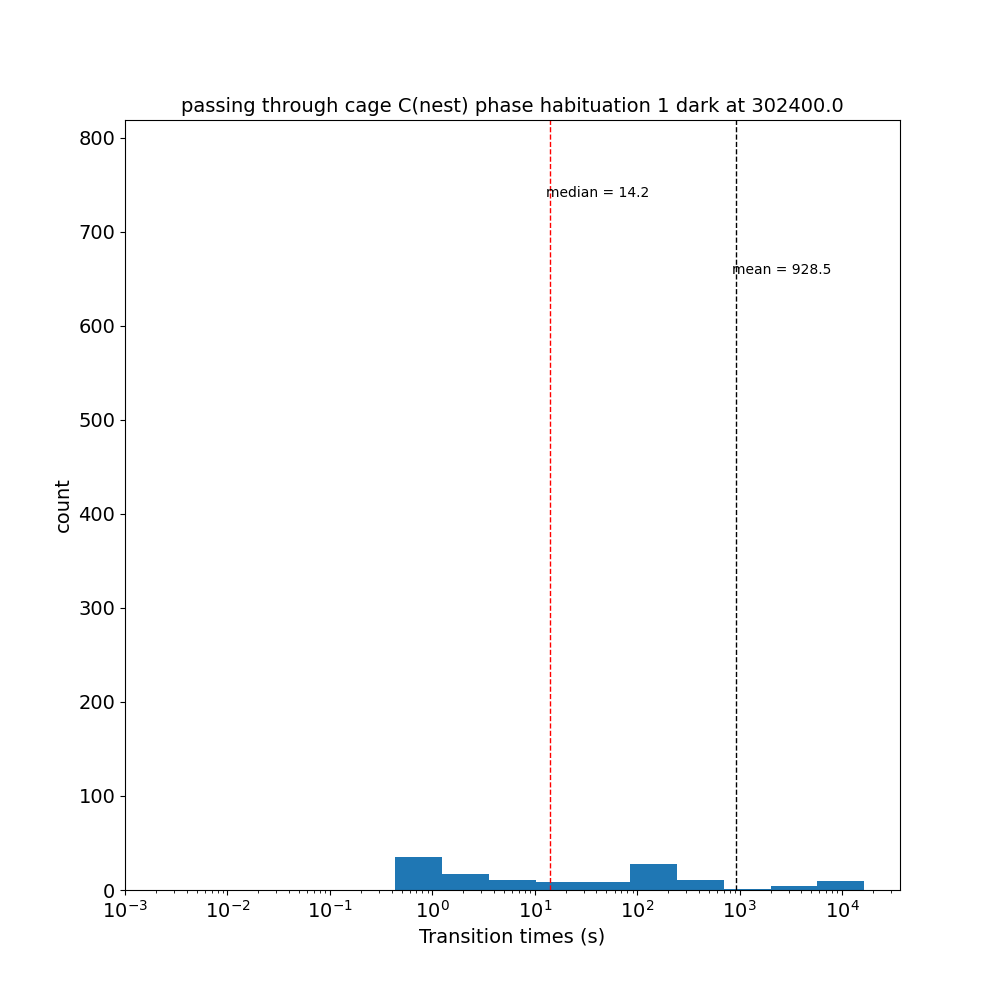 passing through cage C(nest) phase habituation 1 dark at 302400.0
800
median = 14.2
700
mean = 928.5
600
500
count
400
300
200
100
0
10⁻³ 10⁻² 10⁻¹ 10⁰ 10¹ 10² 10³ 10⁴
Transition times (s)